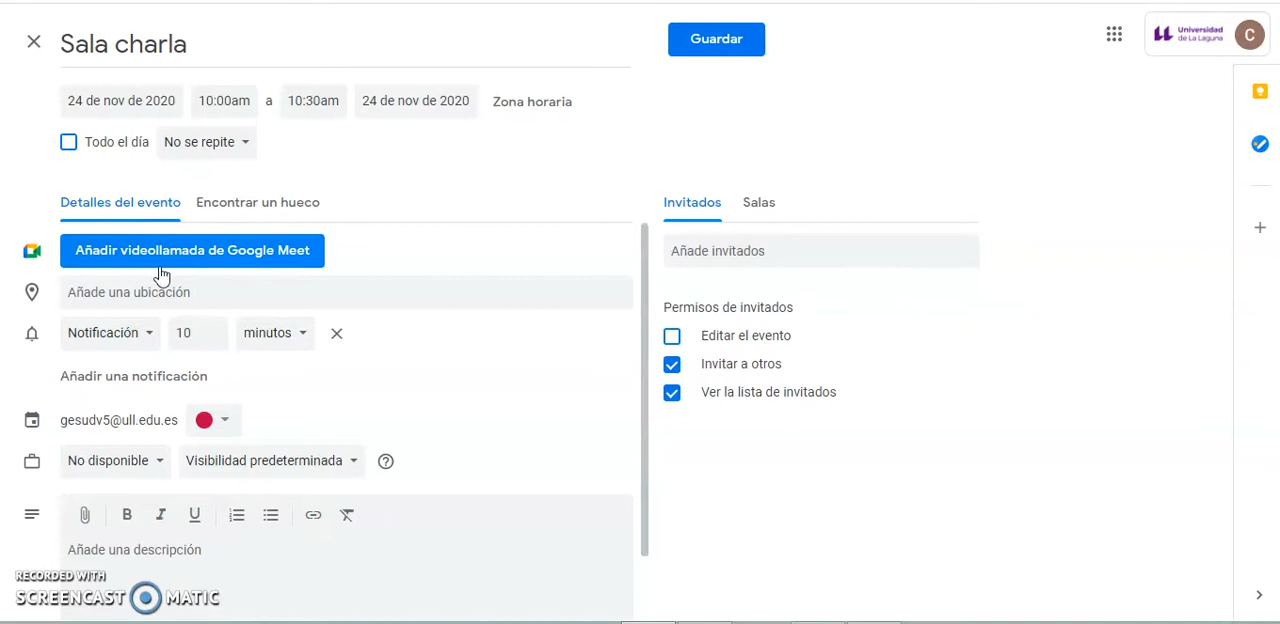 Sala charla
Guardar
Universidad
de La Laguna
C
24 de nov de 2020 10:00am a 10:30am 24 de nov de 2020 Zona horaria
Todo el día No se repite
Detalles del evento Encontrar un hueco
Invitados Salas
Añadir videollamada de Google Meet
Añade invitados
Añade una ubicación
Permisos de invitados
Notificación 10 minutos
Editar el evento
Invitar a otros
Añadir una notificación
Ver la lista de invitados
gesudv5@ull.edu.es
No disponible Visibilidad predeterminada
B I U
Añade una descripción
RECORDED WITH
SCREENCAST MATIC